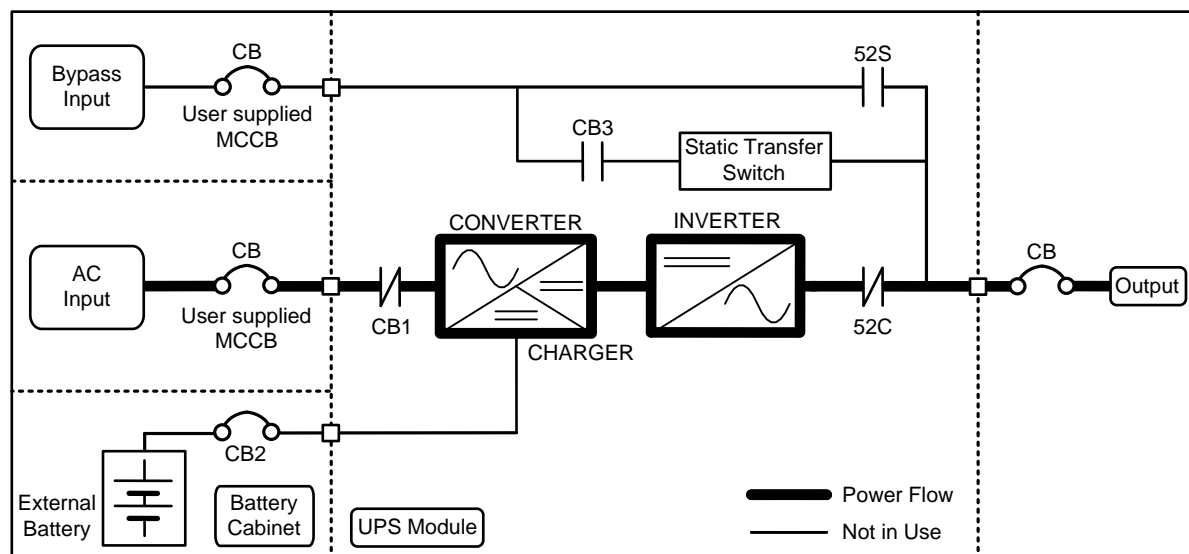 Bypass
Input
CB
User supplied
MCCB
52S
CB3
Static Transfer
Switch
AC
Input
CB
User supplied
MCCB
CB1
CONVERTER
CHARGER
INVERTER
52C
CB
Output
External
Battery
CB2
Battery
Cabinet
UPS Module
Power Flow
Not in Use